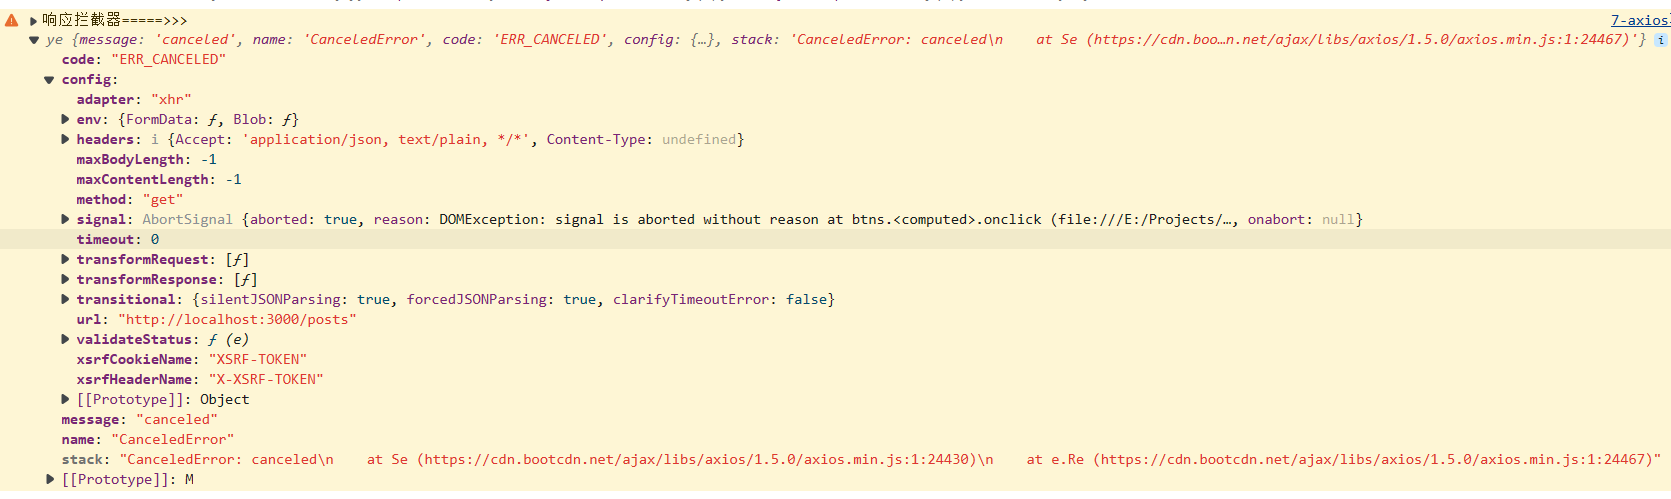 响应拦截器=====>>> 7-axios
ye {message: 'canceled', name: 'CanceledError', code: 'ERR_CANCELED', config: {…}, stack: 'CanceledError: canceled\n    at Se (https://cdn.boo…n.net/ajax/libs/axios/1.5.0/axios.min.js:1:24467)'} i
code: "ERR_CANCELED"
config:
adapter: "xhr"
env: {FormData: ƒ, Blob: ƒ}
headers: i {Accept: 'application/json, text/plain, */*', Content-Type: undefined}
maxBodyLength: -1
maxContentLength: -1
method: "get"
signal: AbortSignal {aborted: true, reason: DOMException: signal is aborted without reason at btns.<computed>.onclick (file:///E:/Projects/…, onabort: null}
timeout: 0
transformRequest: [ƒ]
transformResponse: [ƒ]
transitional: {silentJSONParsing: true, forcedJSONParsing: true, clarifyTimeoutError: false}
url: "http://localhost:3000/posts"
validateStatus: ƒ (e)
xsrfCookieName: "XSRF-TOKEN"
xsrfHeaderName: "X-XSRF-TOKEN"
[[Prototype]]: Object
message: "canceled"
name: "CanceledError"
stack: "CanceledError: canceled\n    at Se (https://cdn.bootcdn.net/ajax/libs/axios/1.5.0/axios.min.js:1:24430)\n    at e.Re (https://cdn.bootcdn.net/ajax/libs/axios/1.5.0/axios.min.js:1:24467)"
[[Prototype]]: M